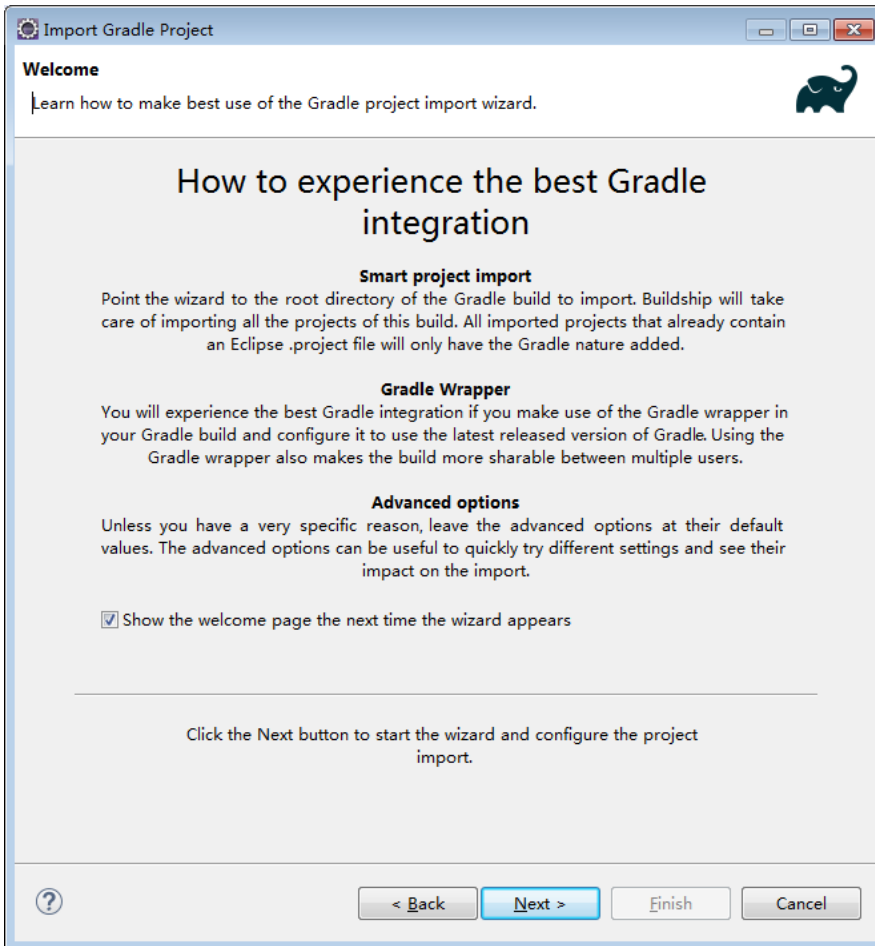 Import Gradle Project
Welcome
Learn how to make best use of the Gradle project import wizard.
How to experience the best Gradle
integration
Smart project import
Point the wizard to the root directory of the Gradle build to import. Buildship will take
care of importing all the projects of this build. All imported projects that already contain
an Eclipse .project file will only have the Gradle nature added.
Gradle Wrapper
You will experience the best Gradle integration if you make use of the Gradle wrapper in
your Gradle build and configure it to use the latest released version of Gradle. Using the
Gradle wrapper also makes the build more sharable between multiple users.
Advanced options
Unless you have a very specific reason, leave the advanced options at their default
values. The advanced options can be useful to quickly try different settings and see their
impact on the import.
Show the welcome page the next time the wizard appears
Click the Next button to start the wizard and configure the project
import.
? < Back Next > Finish Cancel